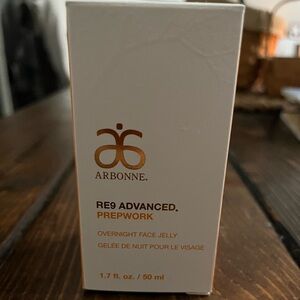 ARBONNE.
RE9 ADVANCED.
PREPWORK
OVERNIGHT FACE JELLY
GELÉE DE NUIT POUR LE VISAGE
1.7 fl. oz. / 50 ml